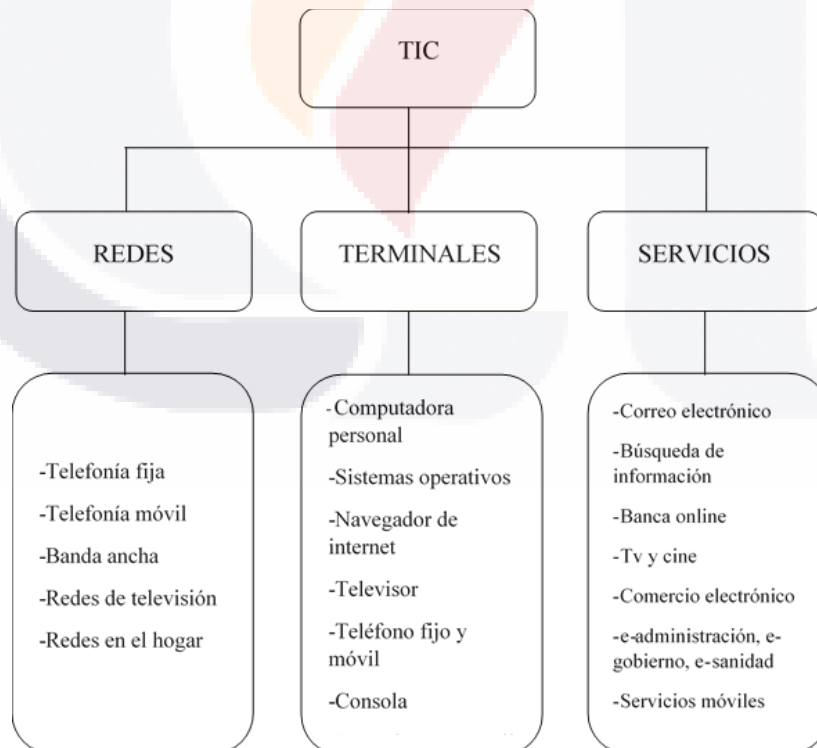 TIC
REDES
TERMINALES
SERVICIOS
-Telefonía fija
-Telefonía móvil
-Banda ancha
-Redes de televisión
-Redes en el hogar
-Computadora
personal
-Sistemas operativos
-Navegador de
internet
-Televisor
-Teléfono fijo y
móvil
-Consola
-Correo electrónico
-Búsqueda de
información
-Banca online
-Tv y cine
-Comercio electrónico
-e-administración, e-
gobierno, e-sanidad
-Servicios móviles